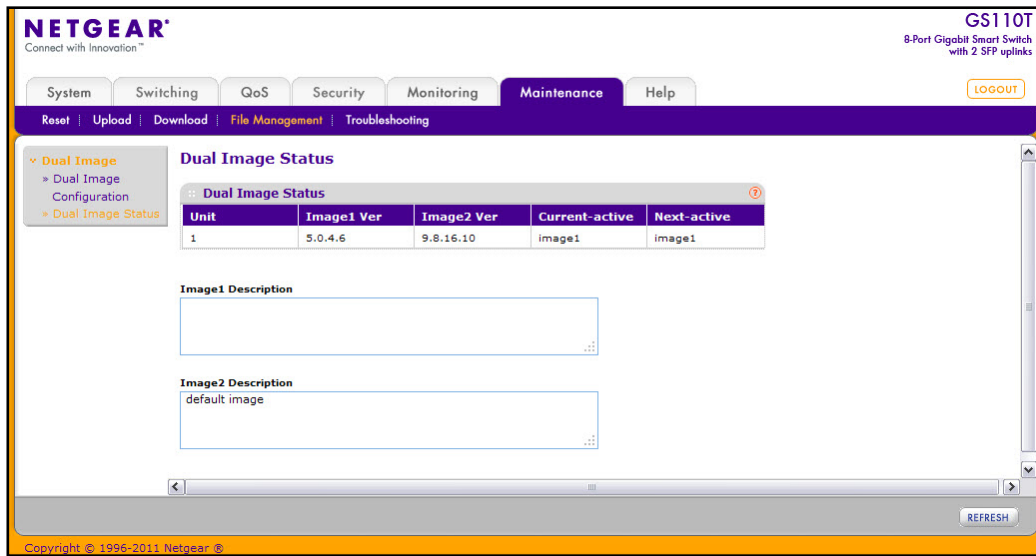 NETGEAR®
Connect with Innovation™
GS110T
8-Port Gigabit Smart Switch
with 2 SFP uplinks
System Switching QoS Security Monitoring Maintenance Help
LOGOUT
Reset Upload Download File Management Troubleshooting
Dual Image
» Dual Image
Configuration
» Dual Image Status
Dual Image Status
Dual Image Status ?
Unit Image1 Ver Image2 Ver Current-active Next-active
1 5.0.4.6 9.8.16.10 image1 image1
Image1 Description
Image2 Description
default image
REFRESH
Copyright © 1996-2011 Netgear ®